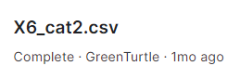 X6_cat2.csv
Complete · GreenTurtle · 1mo ago